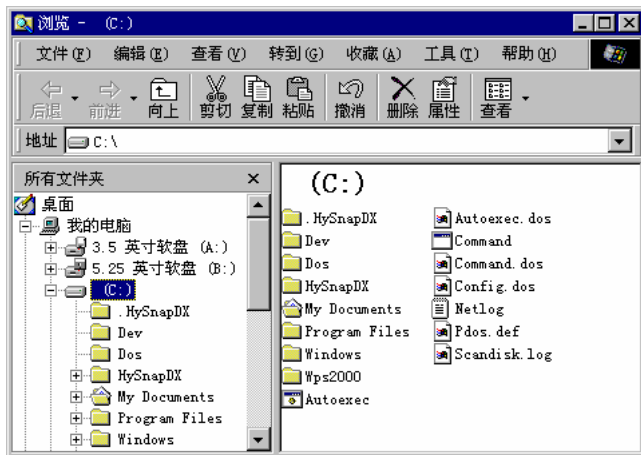 浏览 - (C:)
文件(F) 编辑(E) 查看(V) 转到(G) 收藏(A) 工具(T) 帮助(H)
后退 前进 向上 剪切 复制 粘贴 撤消 删除 属性 查看
地址 C:\
所有文件夹
桌面
我的电脑
3.5 英寸软盘 (A:)
5.25 英寸软盘 (B:)
(C:)
.HySnapDX
Dev
Dos
HySnapDX
My Documents
Program Files
Windows
(C:)
.HySnapDX
Dev
Dos
HySnapDX
My Documents
Program Files
Windows
Wps2000
Autoexec
Autoexec.dos
Command
Command.dos
Config.dos
Netlog
Pdos.def
Scandisk.log